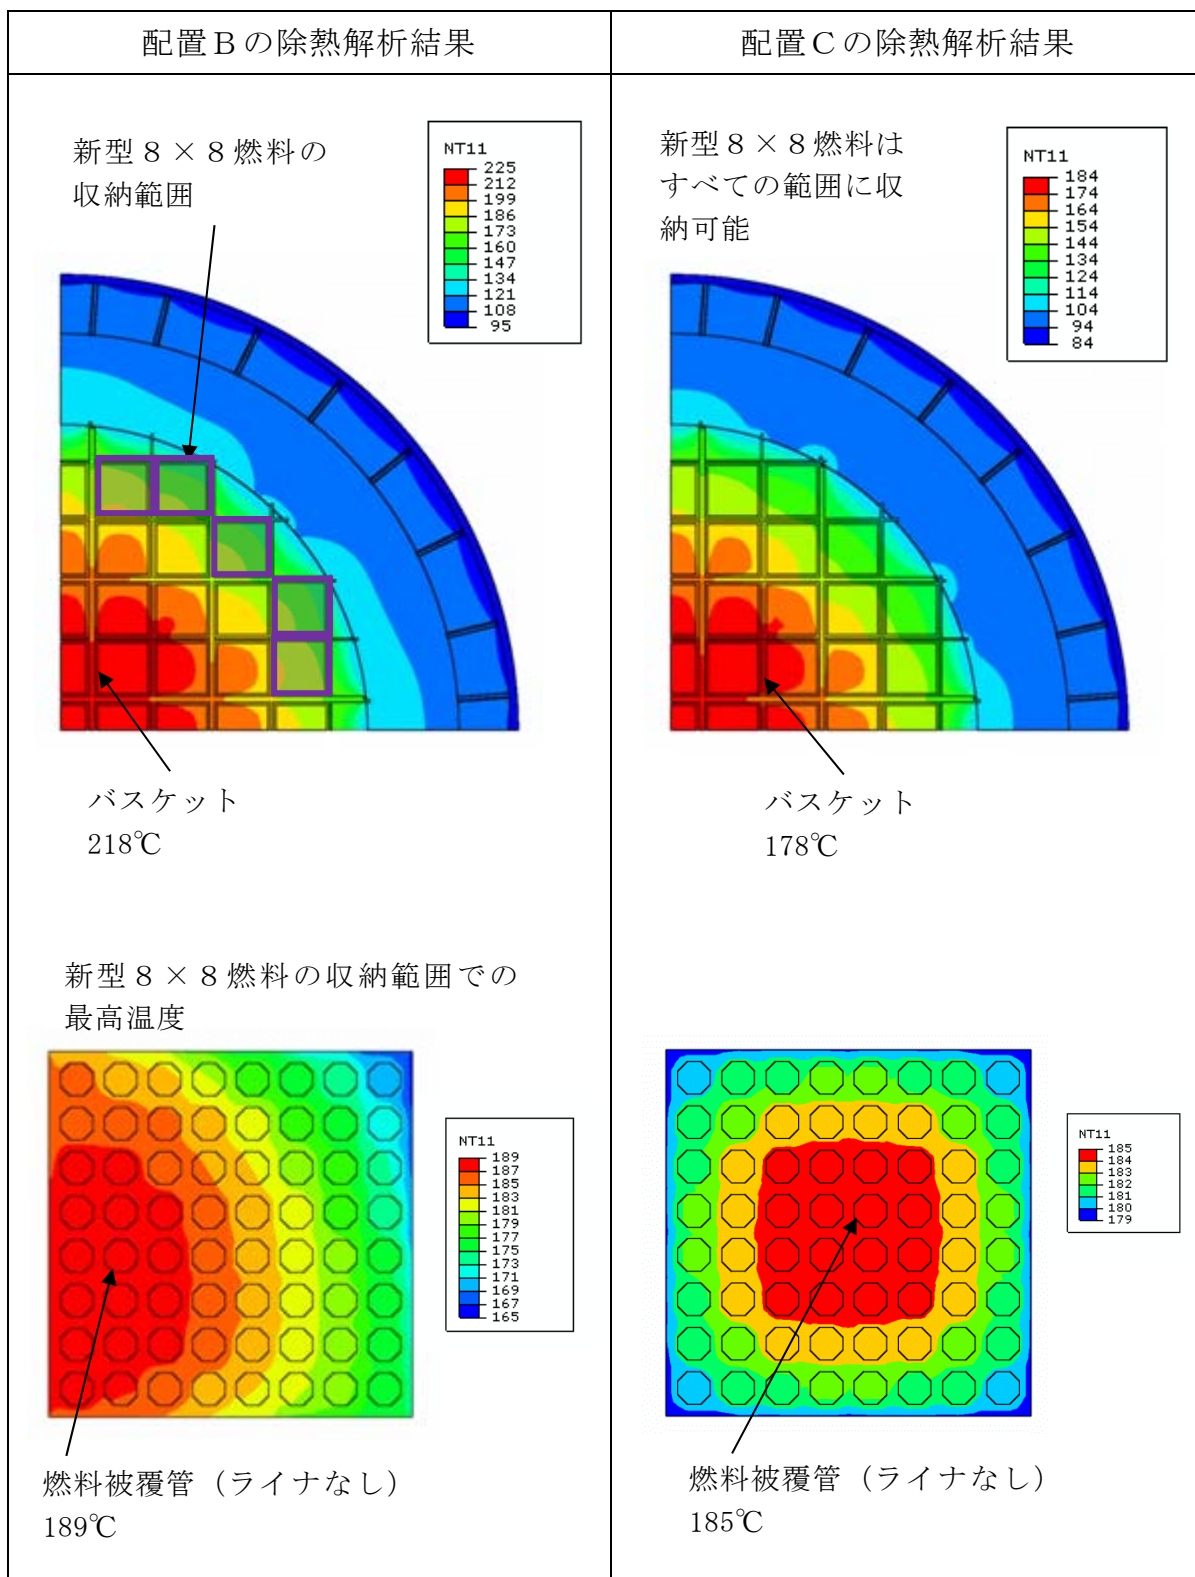 配置Ｂの除熱解析結果
配置Ｃの除熱解析結果
新型８×８燃料の
収納範囲
NT11
225
212
199
186
173
160
147
134
121
108
95
バスケット
218℃
新型８×８燃料は
すべての範囲に収
納可能
NT11
184
174
164
154
144
134
124
114
104
94
84
バスケット
178℃
新型８×８燃料の収納範囲での
最高温度
NT11
189
187
185
183
181
179
177
175
173
171
169
167
165
燃料被覆管（ライナなし）
189℃
NT11
185
184
183
182
181
180
179
燃料被覆管（ライナなし）
185℃